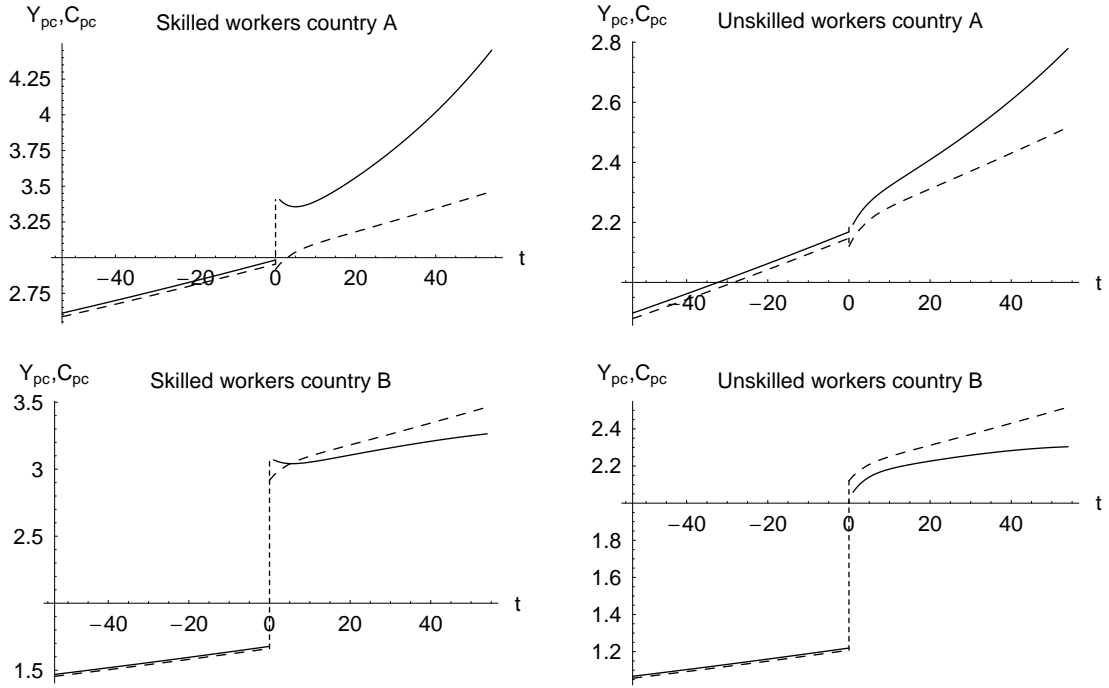 Y_pc,C_pc Skilled workers country A
4.25
4
3.75
3.5
3.25
2.75
−40 −20 0 20 40 t
Y_pc,C_pc Unskilled workers country A
2.8
2.6
2.4
2.2
−40 −20 0 20 40 t
Y_pc,C_pc Skilled workers country B
3.5
3
2.5
1.5
−40 −20 0 20 40 t
Y_pc,C_pc Unskilled workers country B
2.4
2.2
1.8
1.6
1.4
1.2
−40 −20 0 20 40 t